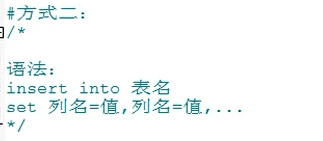 #方式二：
/*
语法：
insert into 表名
set 列名=值,列名=值,...
*/